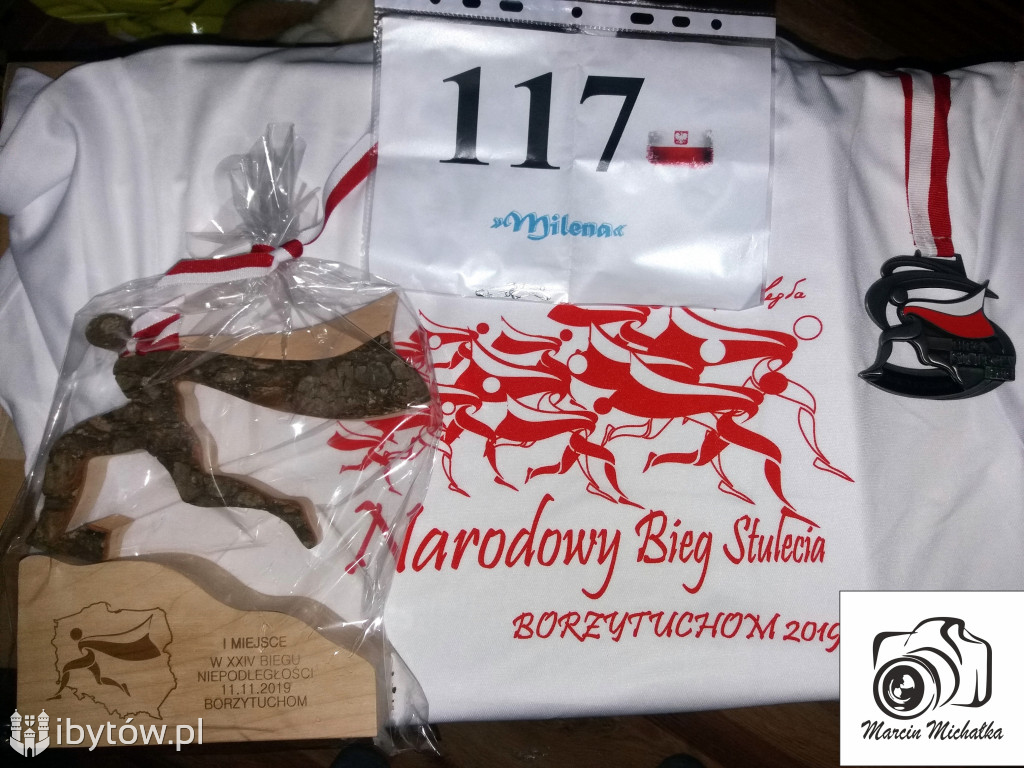 117
»Milena«
Narodowy Bieg Stulecia
BORZYTUCHOM 2019
I MIEJSCE
W XXIV BIEGU
NIEPODLEGŁOŚCI
11.11.2019
BORZYTUCHOM
ibytów.pl
Marcin Michałka